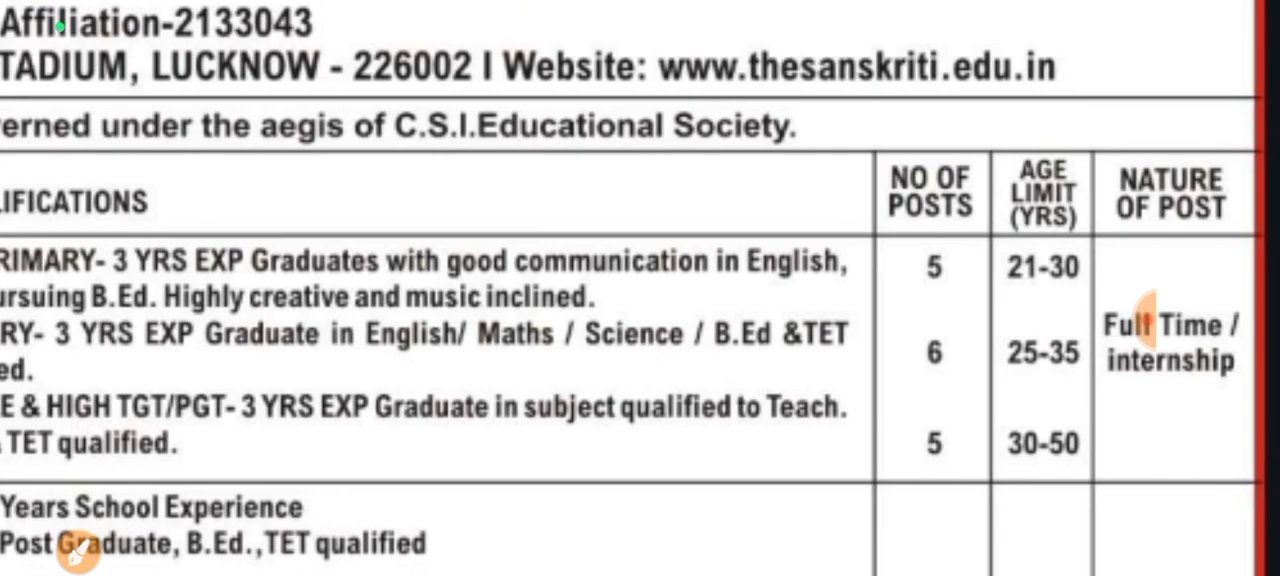 Affiliation-2133043
TADIUM, LUCKNOW - 226002 I Website: www.thesanskriti.edu.in
erned under the aegis of C.S.I.Educational Society.
LIFICATIONS
NO OF POSTS
AGE LIMIT (YRS)
NATURE OF POST
RIMARY- 3 YRS EXP Graduates with good communication in English,
ursuing B.Ed. Highly creative and music inclined.
5
21-30
RY- 3 YRS EXP Graduate in English/ Maths / Science / B.Ed &TET
ed.
6
25-35
Full Time /
internship
E & HIGH TGT/PGT- 3 YRS EXP Graduate in subject qualified to Teach.
TET qualified.
5
30-50
Years School Experience
Post Graduate, B.Ed.,TET qualified